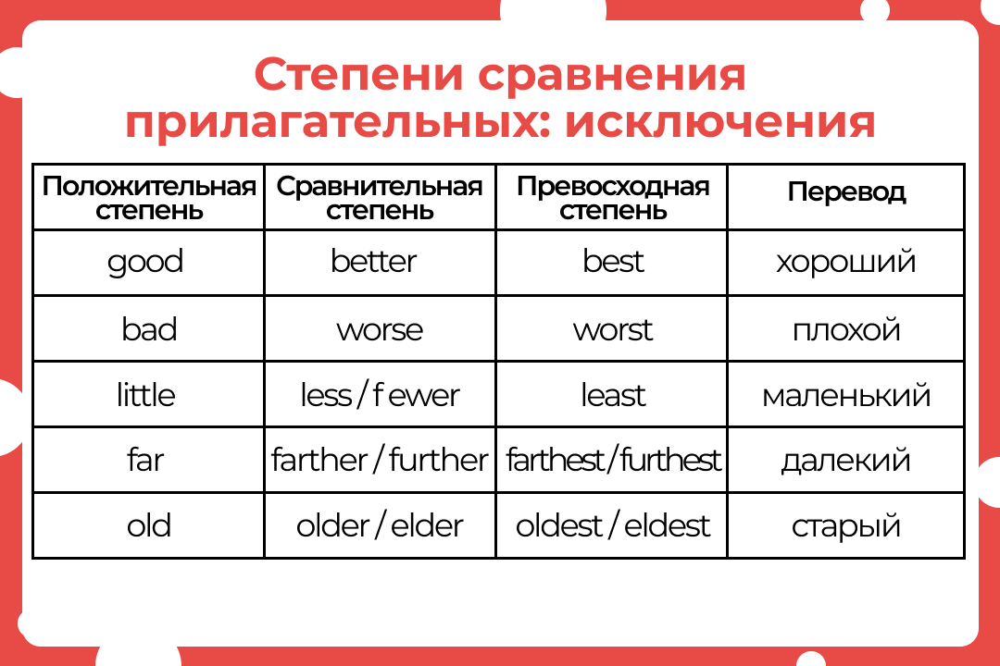 Степени сравнения
прилагательных: исключения
Положительная степень Сравнительная степень Превосходная степень Перевод
good better best хороший
bad worse worst плохой
little less / f ewer least маленький
far farther / further farthest / furthest далекий
old older / elder oldest / eldest старый